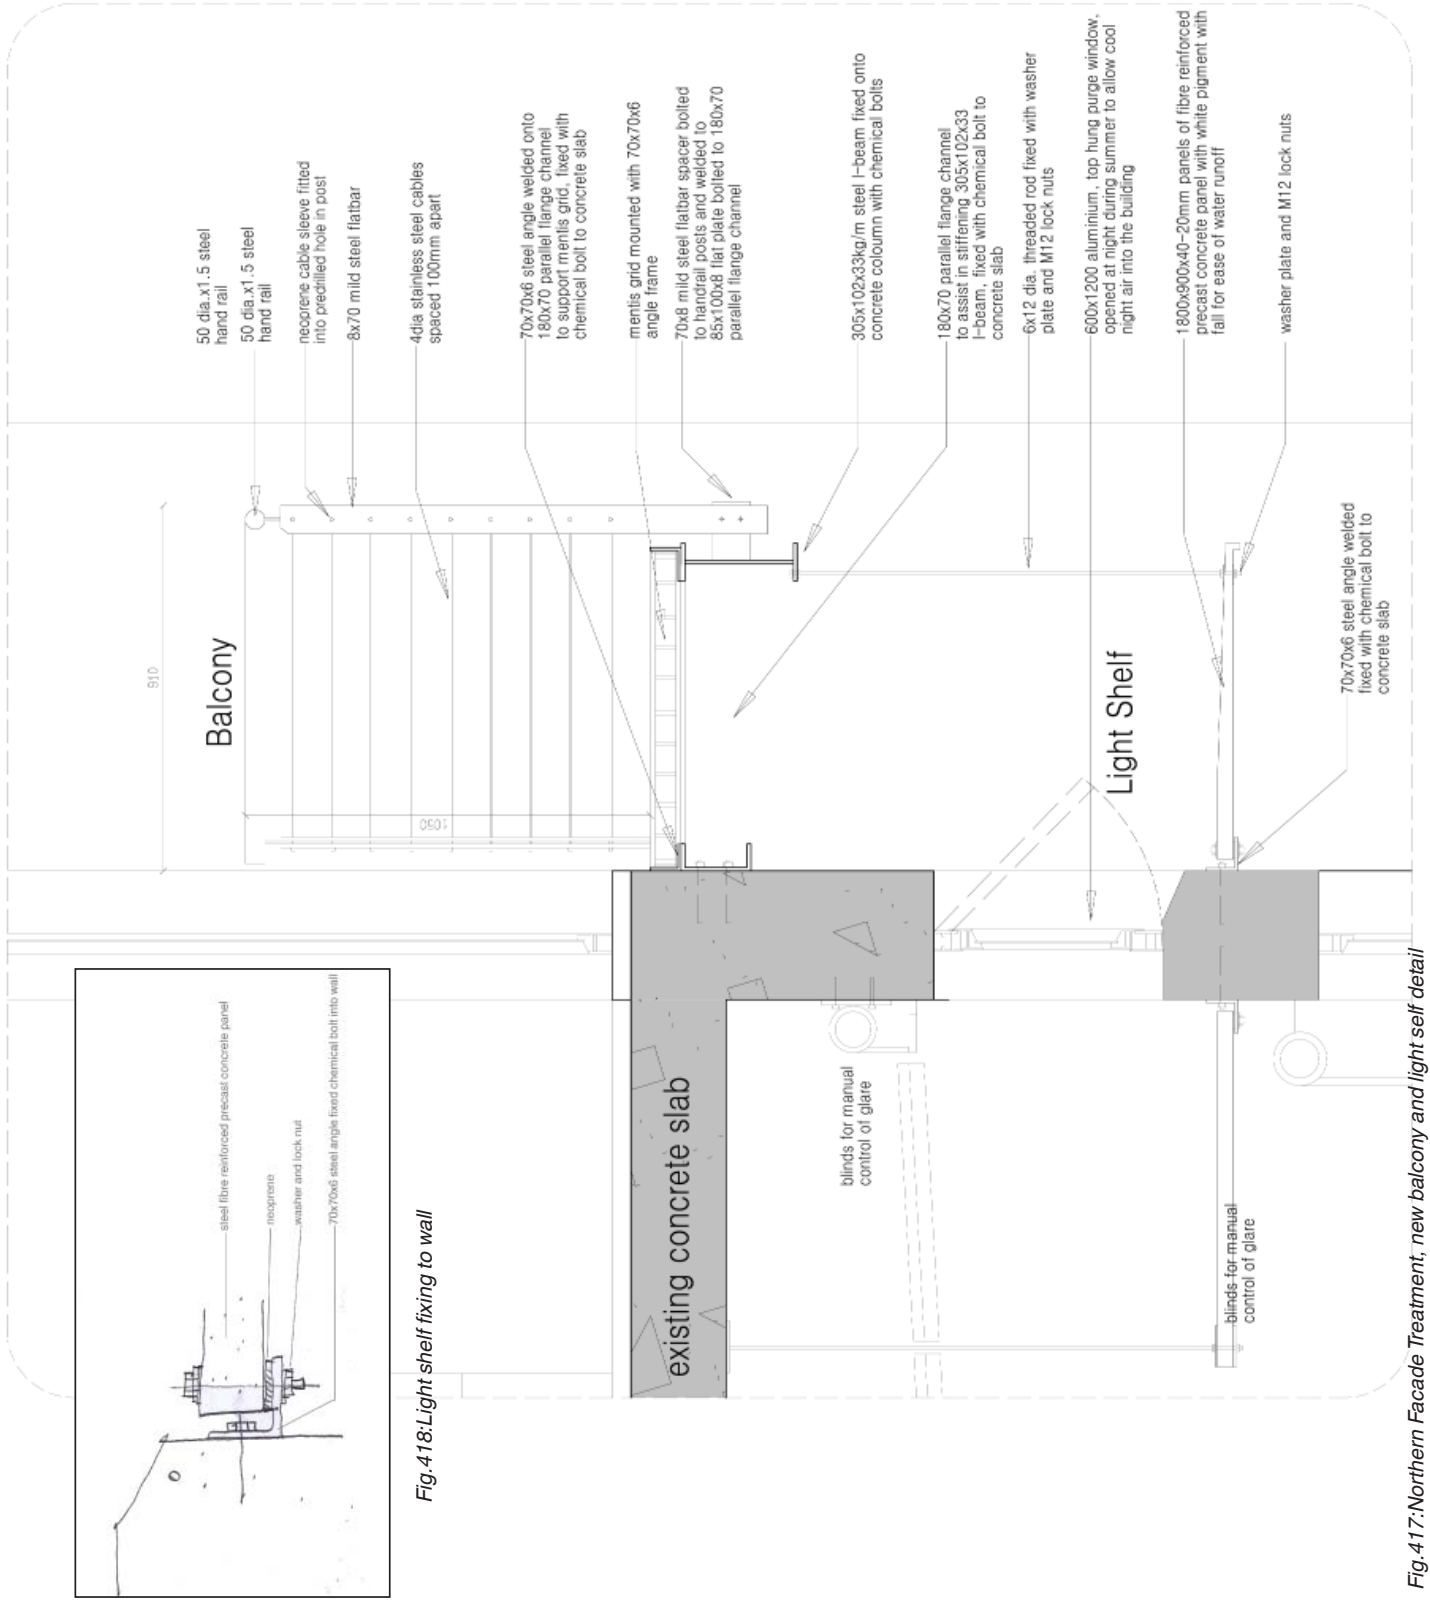 50 dia.x1.5 steel
hand rail
50 dia.x1.5 steel
hand rail
neoprene cable sleeve fitted
into predrilled hole in post
8x70 mild steel flatbar
4dia stainless steel cables
spaced 100mm apart
70x70x6 steel angle welded onto
180x70 parallel flange channel
to support mentis grid, fixed with
chemical bolt to concrete slab
mentis grid mounted with 70x70x6
angle frame
70x8 mild steel flatbar spacer bolted
to handrail posts and welded to
85x100x8 flat plate bolted to 180x70
parallel flange channel
305x102x33kg/m steel I-beam fixed onto
concrete coloumn with chemical bolts
180x70 parallel flange channel
to assist in stiffening 305x102x33
I-beam, fixed with chemical bolt to
concrete slab
6x12 dia. threaded rod fixed with washer
plate and M12 lock nuts
600x1200 aluminium, top hung purge window,
opened at night during summer to allow cool
night air into the building
1800x900x40-20mm panels of fibre reinforced
precast concrete panel with white pigment with
fall for ease of water runoff
washer plate and M12 lock nuts
70x70x6 steel angle welded
fixed with chemical bolt to
concrete slab
910
Balcony
1050
Light Shelf
existing concrete slab
blinds for manual
control of glare
blinds for manual
control of glare
steel fibre reinforced precast concrete panel
neoprene
washer and lock nut
70x70x6 steel angle fixed chemical bolt into wall
Fig.418:Light shelf fixing to wall
Fig.417:Northern Facade Treatment, new balcony and light self detail